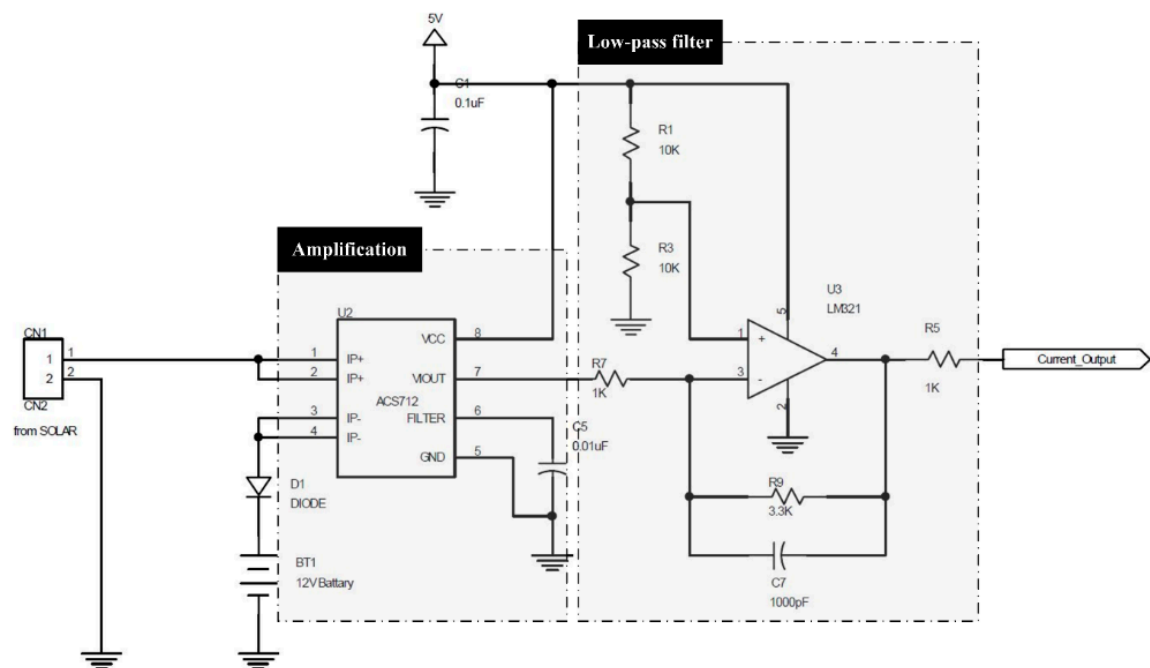 5V
Low-pass filter
C1
0.1uF
R1
10K
R3
10K
Amplification
U2
VCC
8
IP+
1
IP+
2
VIOUT
7
ACS712
IP-
3
FILTER
6
IP-
4
GND
5
CN1
1
1
2
2
CN2
from SOLAR
D1
DIODE
BT1
12V Battary
C5
0.01uF
R7
1K
U3
LM321
5
1
+
4
3
-
2
R5
1K
Current_Output
R9
3.3K
C7
1000pF